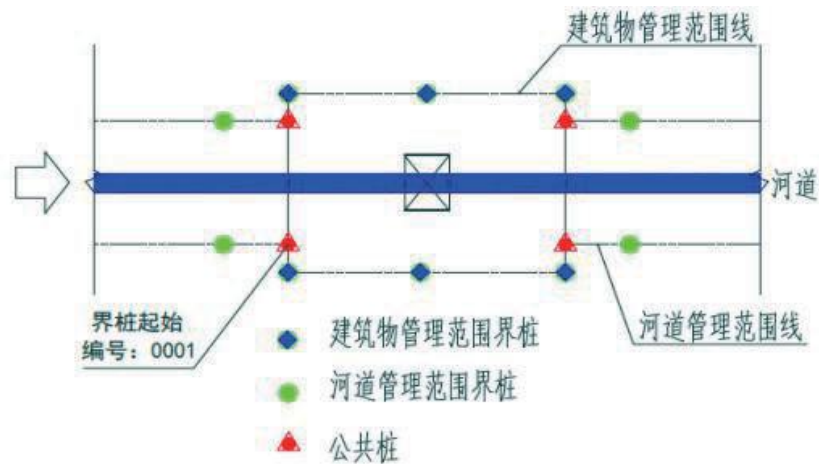 建筑物管理范围线
河道
界桩起始
编号：0001
河道管理范围线
建筑物管理范围界桩
河道管理范围界桩
公共桩